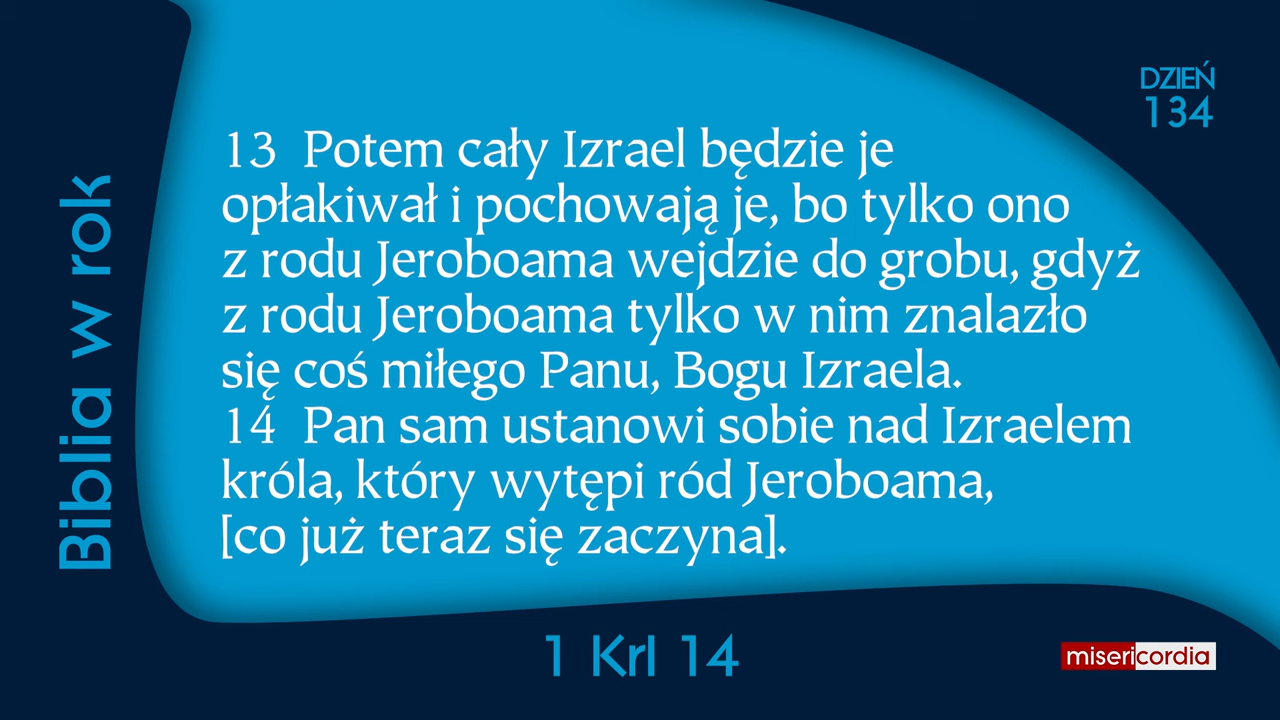 DZIEŃ
134
13 Potem cały Izrael będzie je
opłakiwał i pochowają je, bo tylko ono
z rodu Jeroboama wejdzie do grobu, gdyż
z rodu Jeroboama tylko w nim znalazło
się coś miłego Panu, Bogu Izraela.
14 Pan sam ustanowi sobie nad Izraelem
króla, który wytępi ród Jeroboama,
[co już teraz się zaczyna].
Biblia w rok
1 Krl 14
misericordia